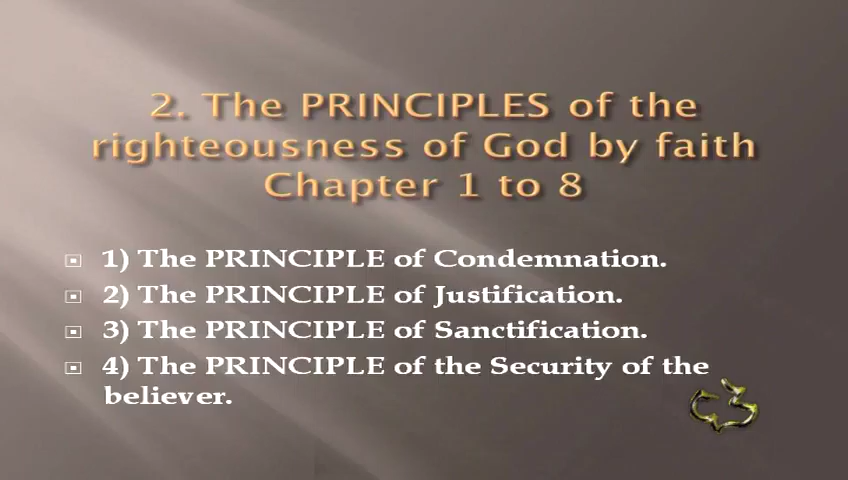 2. The PRINCIPLES of the
righteousness of God by faith
Chapter 1 to 8
1) The PRINCIPLE of Condemnation.
2) The PRINCIPLE of Justification.
3) The PRINCIPLE of Sanctification.
4) The PRINCIPLE of the Security of the
believer.